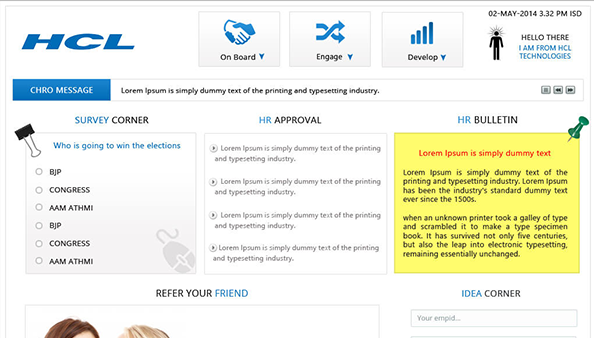 02-MAY-2014 3.32 PM ISD
HCL
On Board
Engage
Develop
HELLO THERE
I AM FROM HCL
TECHNOLOGIES
CHRO MESSAGE
Lorem Ipsum is simply dummy text of the printing and typesetting industry.
SURVEY CORNER
Who is going to win the elections
BJP
CONGRESS
AAM ATHMI
BJP
CONGRESS
AAM ATHMI
HR APPROVAL
Lorem Ipsum is simply dummy text of the printing
and typesetting industry.
Lorem Ipsum is simply dummy text of the printing
and typesetting industry.
Lorem Ipsum is simply dummy text of the printing
and typesetting industry.
Lorem Ipsum is simply dummy text of the printing
and typesetting industry.
HR BULLETIN
Lorem Ipsum is simply dummy text
Lorem Ipsum is simply dummy text of the
printing and typesetting industry. Lorem Ipsum
has been the industry's standard dummy text
ever since the 1500s.
when an unknown printer took a galley of type
and scrambled it to make a type specimen
book. It has survived not only five centuries,
but also the leap into electronic typesetting,
remaining essentially unchanged.
REFER YOUR FRIEND
IDEA CORNER
Your empid...